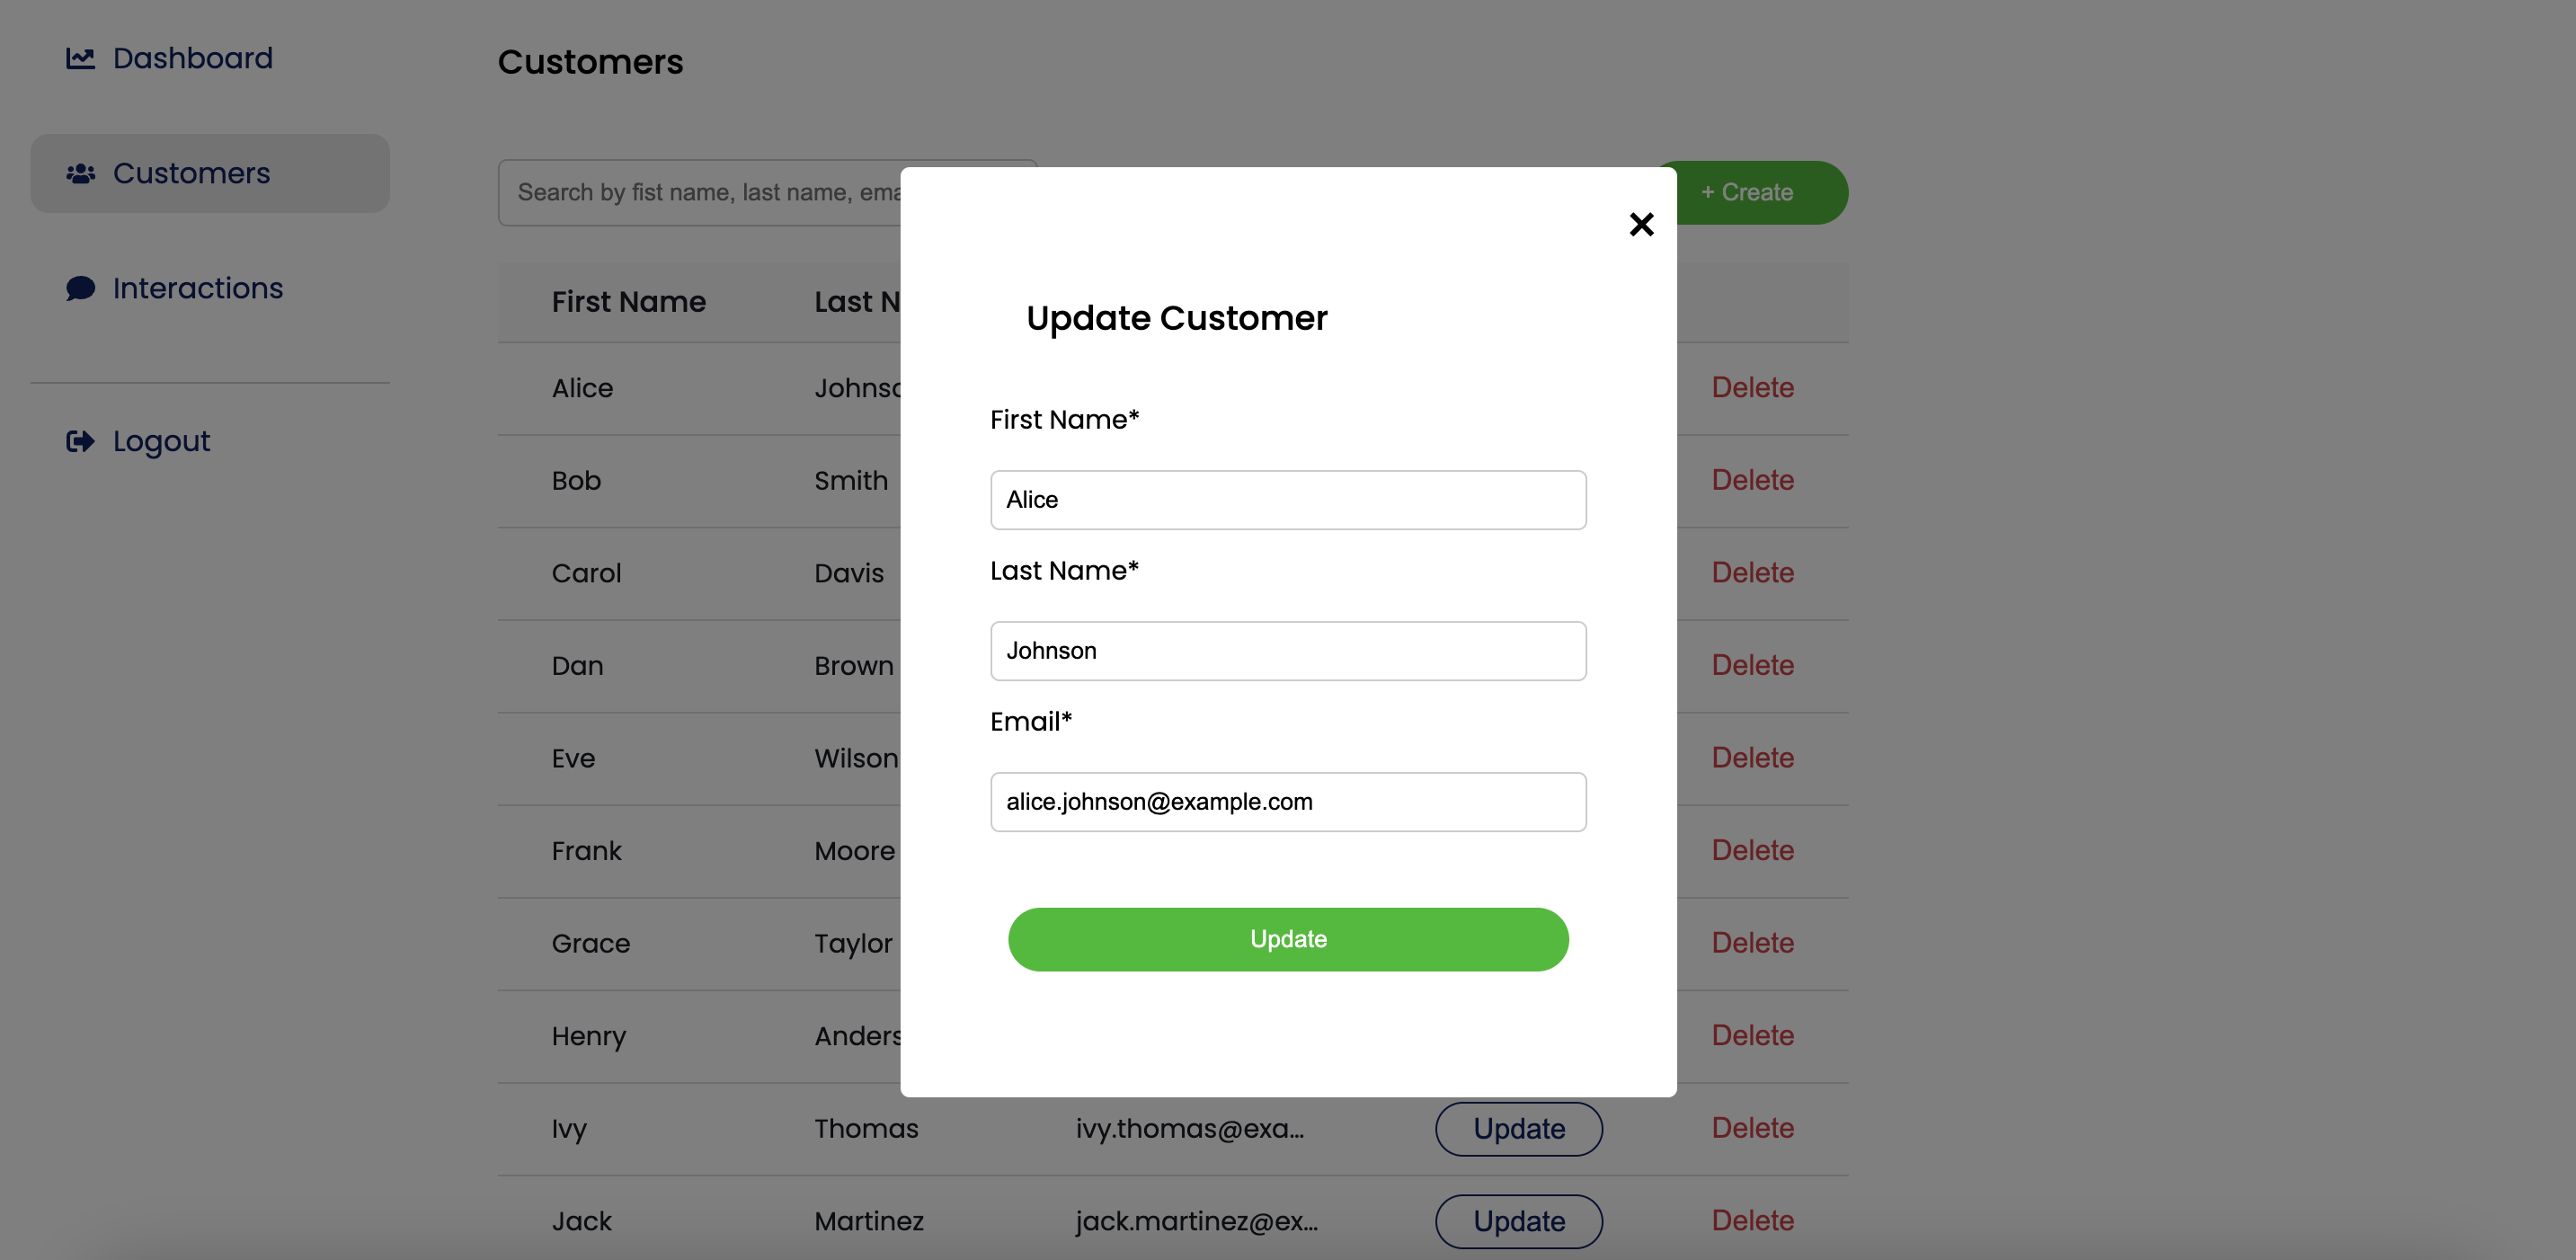 Dashboard
Customers
Interactions
Logout
Customers
Search by fist name, last name, ema
+ Create
First Name Last N
Alice Johnso Delete
Bob Smith Delete
Carol Davis Delete
Dan Brown Delete
Eve Wilson Delete
Frank Moore Delete
Grace Taylor Delete
Henry Anders Delete
Ivy Thomas ivy.thomas@exa... Update Delete
Jack Martinez jack.martinez@ex... Update Delete
Update Customer
First Name*
Alice
Last Name*
Johnson
Email*
alice.johnson@example.com
Update